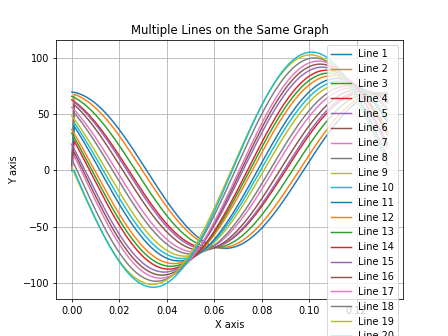 Multiple Lines on the Same Graph
Y axis
100
50
0
−50
−100
0.00
0.02
0.04
0.06
0.08
0.10
X axis
Line 1
Line 2
Line 3
Line 4
Line 5
Line 6
Line 7
Line 8
Line 9
Line 10
Line 11
Line 12
Line 13
Line 14
Line 15
Line 16
Line 17
Line 18
Line 19
Line 20